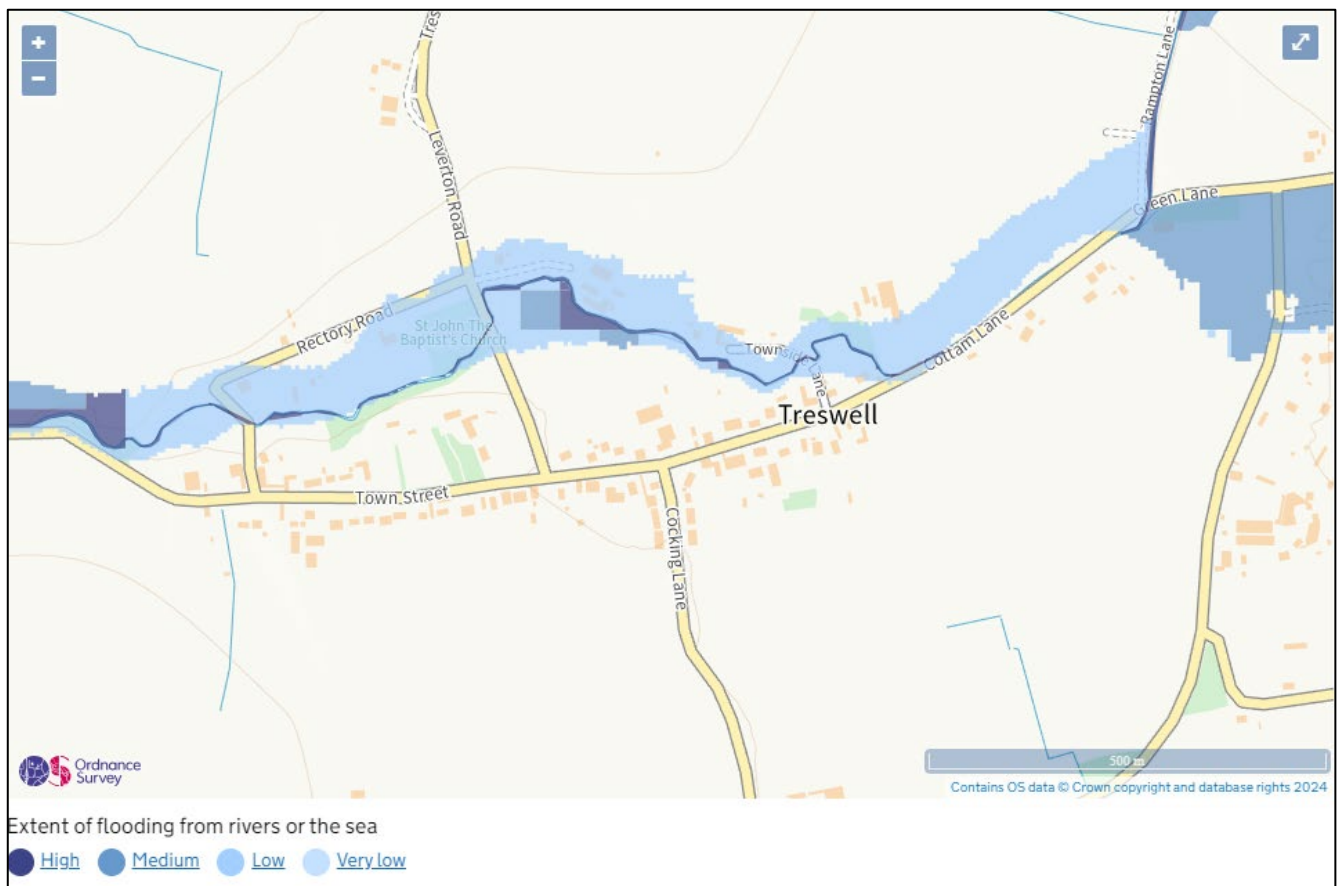 +
−
Tres
Rampton Lane
Leverton Road
Green Lane
Rectory Road
St John The
Baptist's Church
Townside Lane
Cottam Lane
Treswell
Town Street
Cocking Lane
Ordnance
Survey
500 m
Contains OS data © Crown copyright and database rights 2024
Extent of flooding from rivers or the sea
High Medium Low Very low